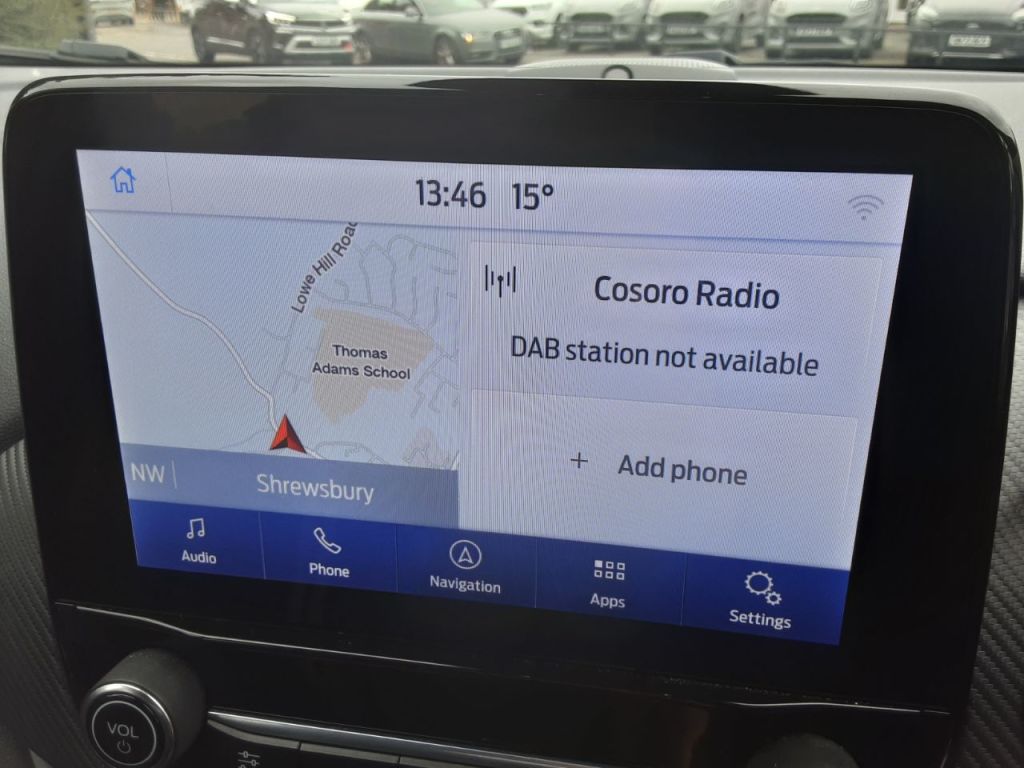 13:46 15°
Lowe Hill Roa
Thomas
Adams School
Cosoro Radio
DAB station not available
+ Add phone
NW
Shrewsbury
Audio
Phone
Navigation
Apps
Settings
VOL